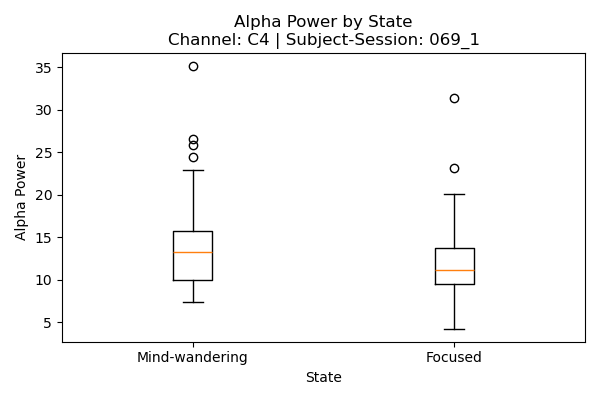 Alpha Power by State
Channel: C4 | Subject-Session: 069_1
Alpha Power
35
30
25
20
15
10
5
Mind-wandering
Focused
State